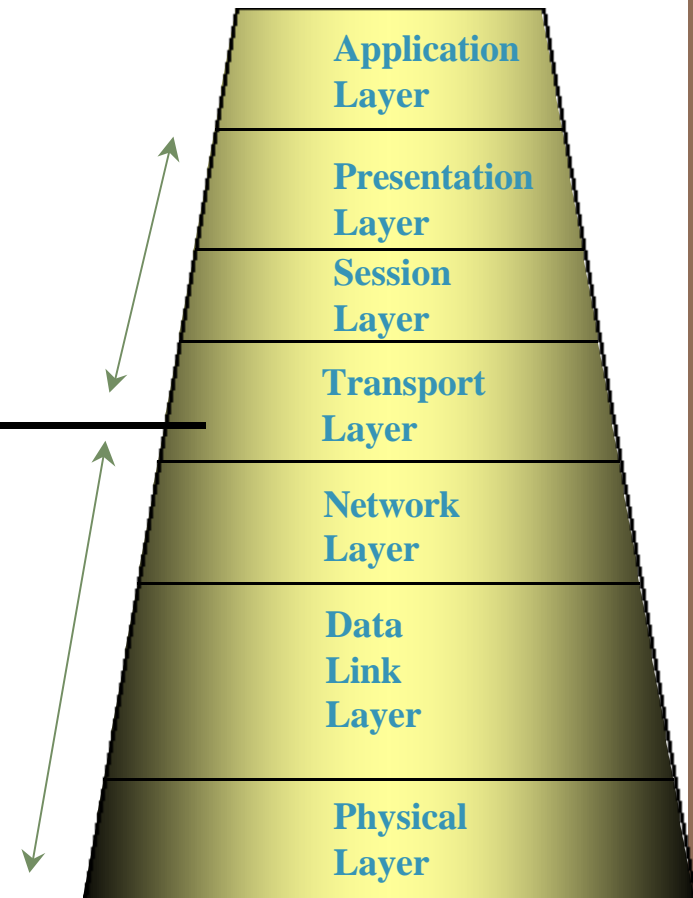 Application
Layer
Presentation
Layer
Session
Layer
Transport
Layer
Network
Layer
Data
Link
Layer
Physical
Layer